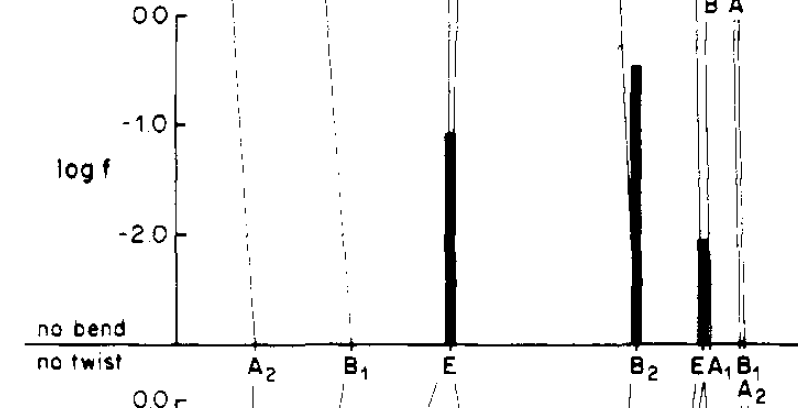 B A
0.0
-1.0
log f
-2.0
no bend
no twist
A₂ B₁ E B₂ E A₁ B₁
A₂
0.0